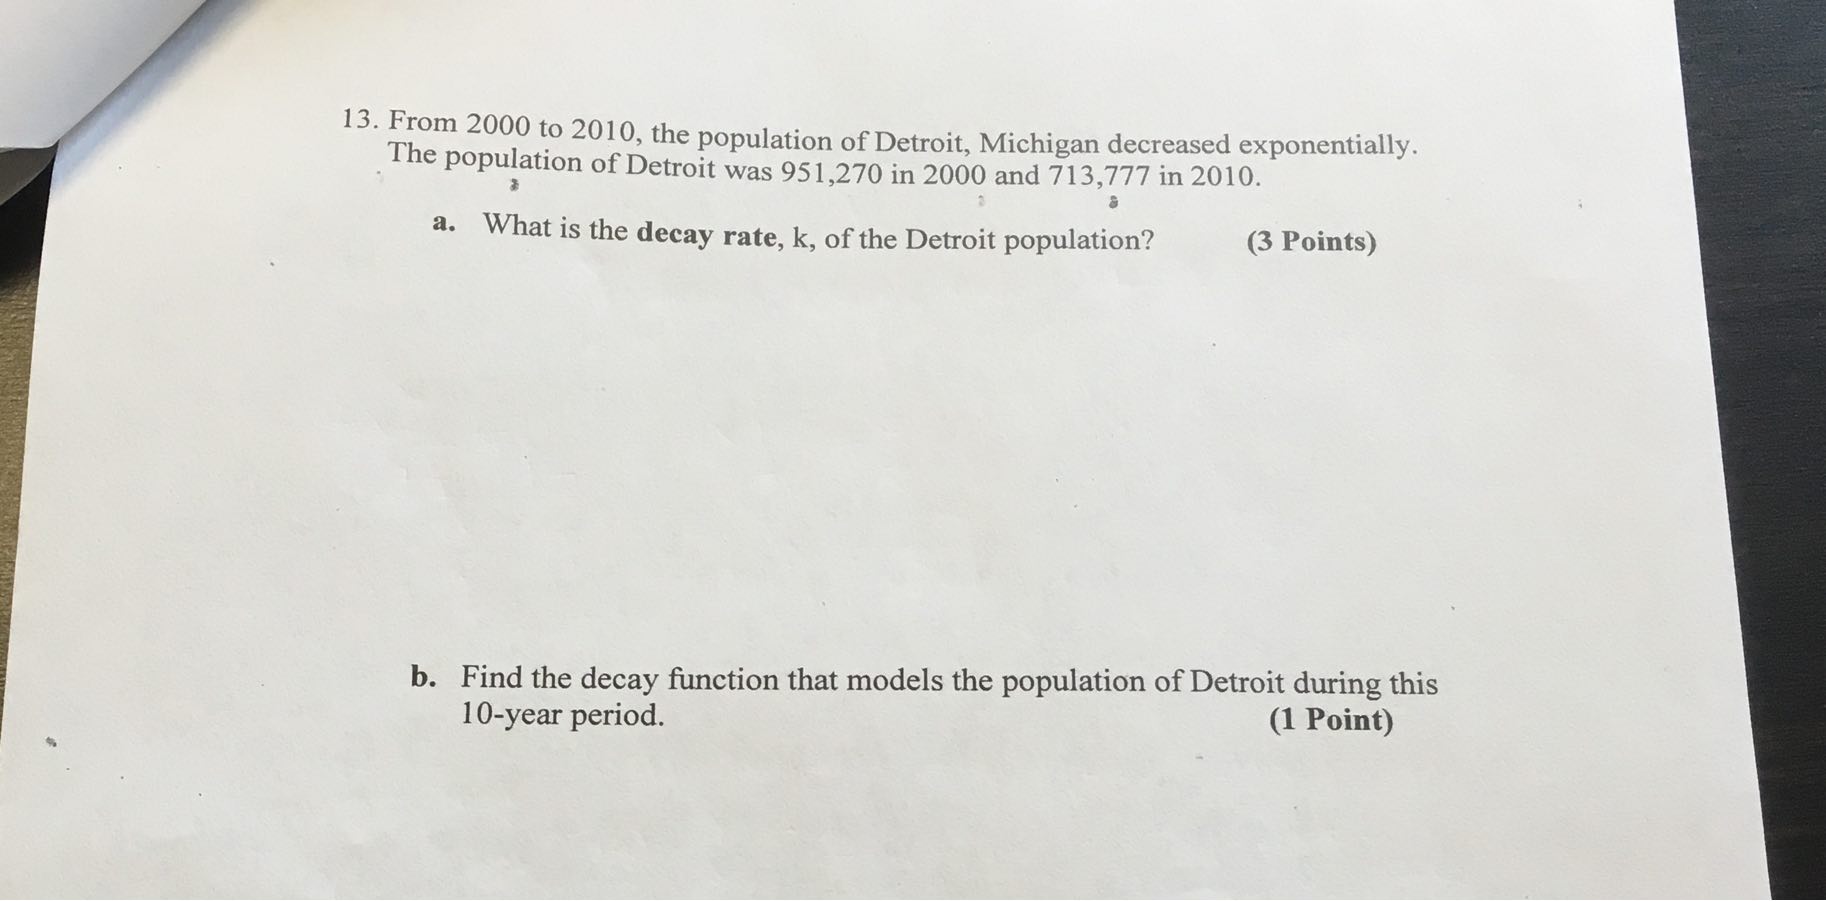 13. From 2000 to 2010, the population of Detroit, Michigan decreased exponentially.
The population of Detroit was 951,270 in 2000 and 713,777 in 2010.
a. What is the decay rate, k, of the Detroit population? (3 Points)
b. Find the decay function that models the population of Detroit during this
10-year period. (1 Point)